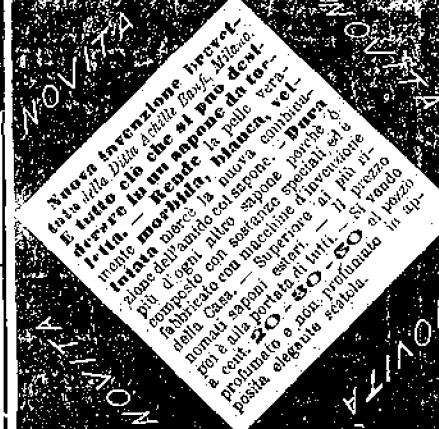 NOVITÀ
NOVITÀ
Nuova invenzione brevet-
tata della Ditta Achille Banfi, Milano.
È tutto ciò che si può desi-
derare in un sapone da toe-
letta. — Rende la pelle vera-
mente morbida, bianca, vel-
lutata mercè la nuova combina-
zione dell'amido col sapone. — Dura
più d'ogni altro sapone perchè è
composto con sostanze speciali ed è
fabbricato con macchine d'invenzione
della Casa. — Superiore ai più ri-
nomati saponi esteri. — Il prezzo
poi è alla portata di tutti. — Si vende
a cent. 20-30-50 al pezzo
profumato e non profumato in ap-
posita elegante scatola.
NOVITÀ
NOVITÀ